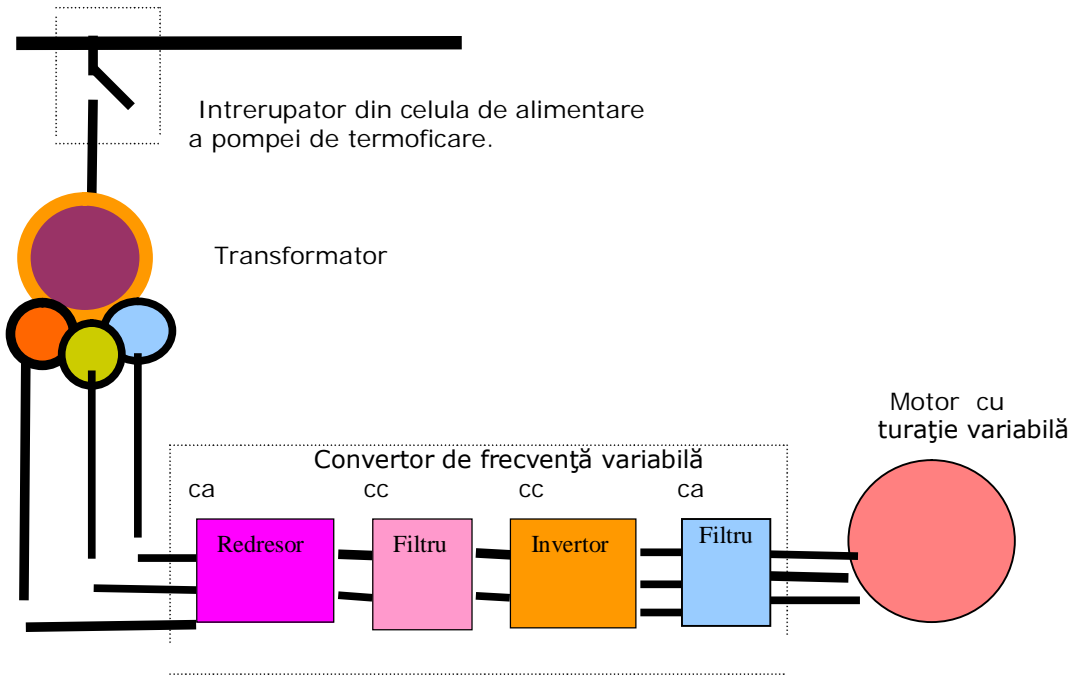 Intrerupator din celula de alimentare
a pompei de termoficare.
Transformator
Motor cu
turaţie variabilă
Convertor de frecvenţă variabilă
ca cc cc ca
Redresor Filtru Invertor Filtru